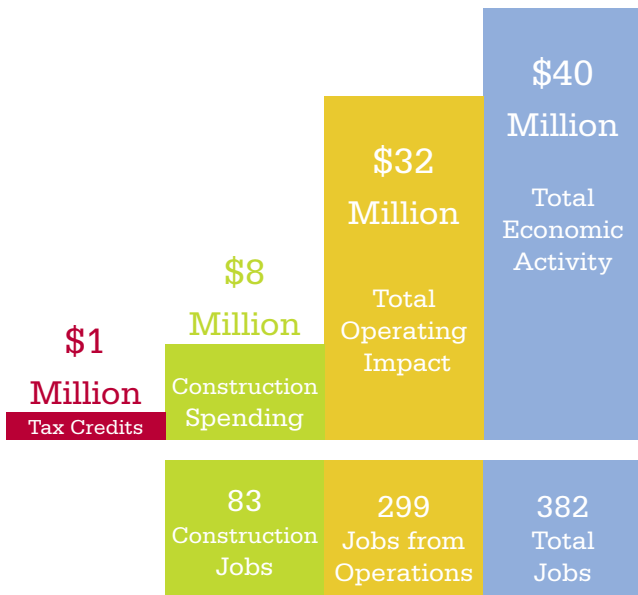 $1
Million
Tax Credits
$8
Million
Construction
Spending
$32
Million
Total
Operating
Impact
$40
Million
Total
Economic
Activity
83
Construction
Jobs
299
Jobs from
Operations
382
Total
Jobs